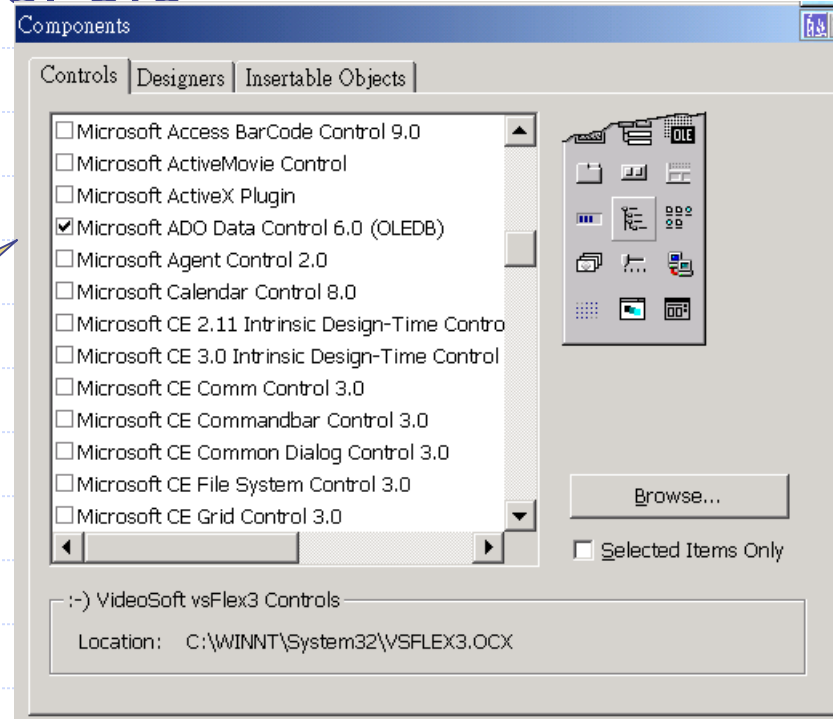 Components
Controls Designers Insertable Objects
Microsoft Access BarCode Control 9.0
Microsoft ActiveMovie Control
Microsoft ActiveX Plugin
Microsoft ADO Data Control 6.0 (OLEDB)
Microsoft Agent Control 2.0
Microsoft Calendar Control 8.0
Microsoft CE 2.11 Intrinsic Design-Time Contro
Microsoft CE 3.0 Intrinsic Design-Time Control
Microsoft CE Comm Control 3.0
Microsoft CE Commandbar Control 3.0
Microsoft CE Common Dialog Control 3.0
Microsoft CE File System Control 3.0
Microsoft CE Grid Control 3.0
OLE
Browse...
Selected Items Only
:-) VideoSoft vsFlex3 Controls
Location: C:\WINNT\System32\VSFLEX3.OCX